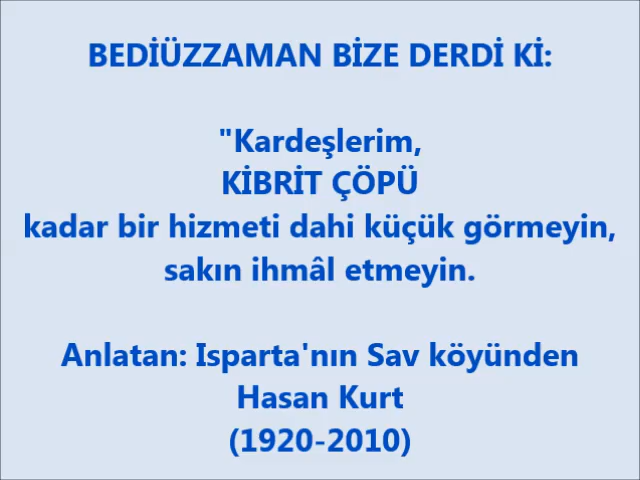 BEDİÜZZAMAN BİZE DERDİ Kİ:
"Kardeşlerim,
KİBRİT ÇÖPÜ
kadar bir hizmeti dahi küçük görmeyin,
sakın ihmâl etmeyin.
Anlatan: Isparta'nın Sav köyünden
Hasan Kurt
(1920-2010)